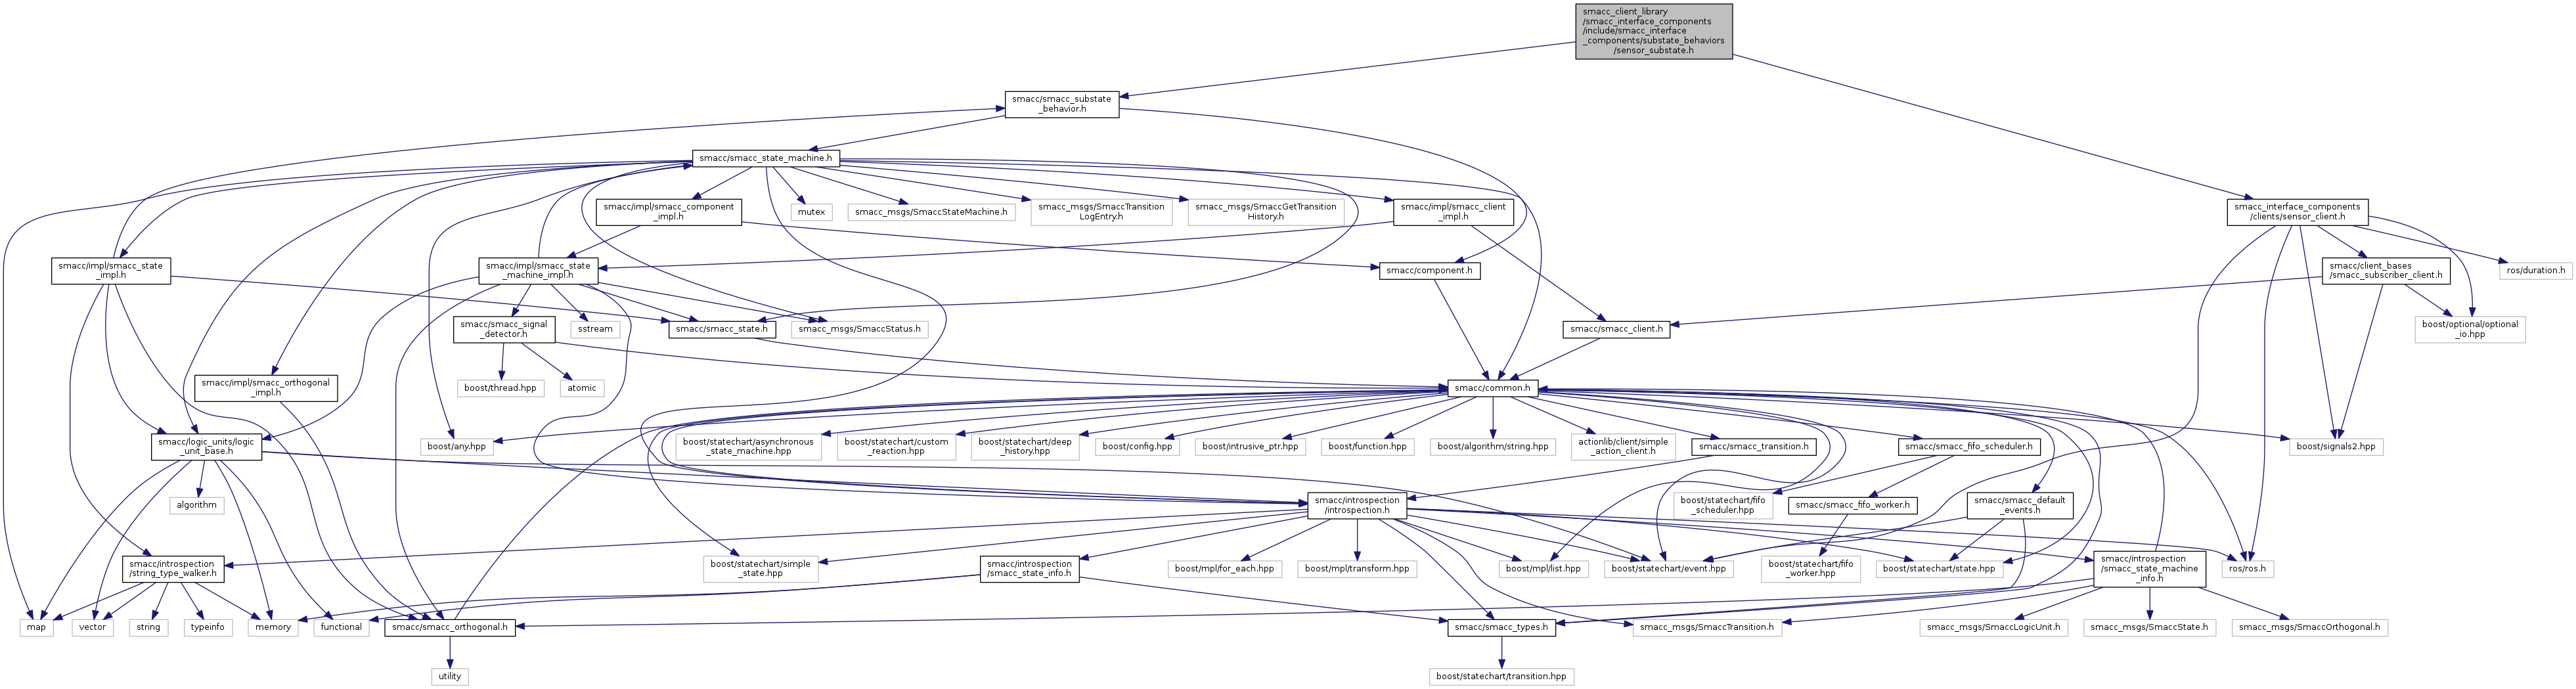 smacc_client_library
/smacc_interface_components
/include/smacc_interface
_components/substate_behaviors
/sensor_substate.h
smacc/smacc_substate
_behavior.h
smacc/smacc_state_machine.h
smacc/impl/smacc_component
_impl.h
mutex
smacc_msgs/SmaccStateMachine.h
smacc_msgs/SmaccTransition
LogEntry.h
smacc_msgs/SmaccGetTransition
History.h
smacc/impl/smacc_client
_impl.h
smacc_interface_components
/clients/sensor_client.h
smacc/impl/smacc_state
_impl.h
smacc/impl/smacc_state
_machine_impl.h
smacc/component.h
smacc/client_bases
/smacc_subscriber_client.h
ros/duration.h
smacc/smacc_signal
_detector.h
sstream
smacc/smacc_state.h
smacc_msgs/SmaccStatus.h
smacc/smacc_client.h
boost/optional/optional
_io.hpp
smacc/impl/smacc_orthogonal
_impl.h
boost/thread.hpp
atomic
smacc/common.h
smacc/logic_units/logic
_unit_base.h
boost/any.hpp
boost/statechart/asynchronous
_state_machine.hpp
boost/statechart/custom
_reaction.hpp
boost/statechart/deep
_history.hpp
boost/config.hpp
boost/intrusive_ptr.hpp
boost/function.hpp
boost/algorithm/string.hpp
actionlib/client/simple
_action_client.h
smacc/smacc_transition.h
smacc/smacc_fifo_scheduler.h
boost/signals2.hpp
algorithm
smacc/introspection
/introspection.h
boost/statechart/fifo
_scheduler.hpp
smacc/smacc_fifo_worker.h
smacc/smacc_default
_events.h
smacc/introspection
/string_type_walker.h
boost/statechart/simple
_state.hpp
smacc/introspection
/smacc_state_info.h
boost/mpl/for_each.hpp
boost/mpl/transform.hpp
boost/mpl/list.hpp
boost/statechart/event.hpp
boost/statechart/fifo
_worker.hpp
boost/statechart/state.hpp
smacc/introspection
/smacc_state_machine
_info.h
ros/ros.h
map
vector
string
typeinfo
memory
functional
smacc/smacc_orthogonal.h
smacc/smacc_types.h
smacc_msgs/SmaccTransition.h
smacc_msgs/SmaccLogicUnit.h
smacc_msgs/SmaccState.h
smacc_msgs/SmaccOrthogonal.h
utility
boost/statechart/transition.hpp